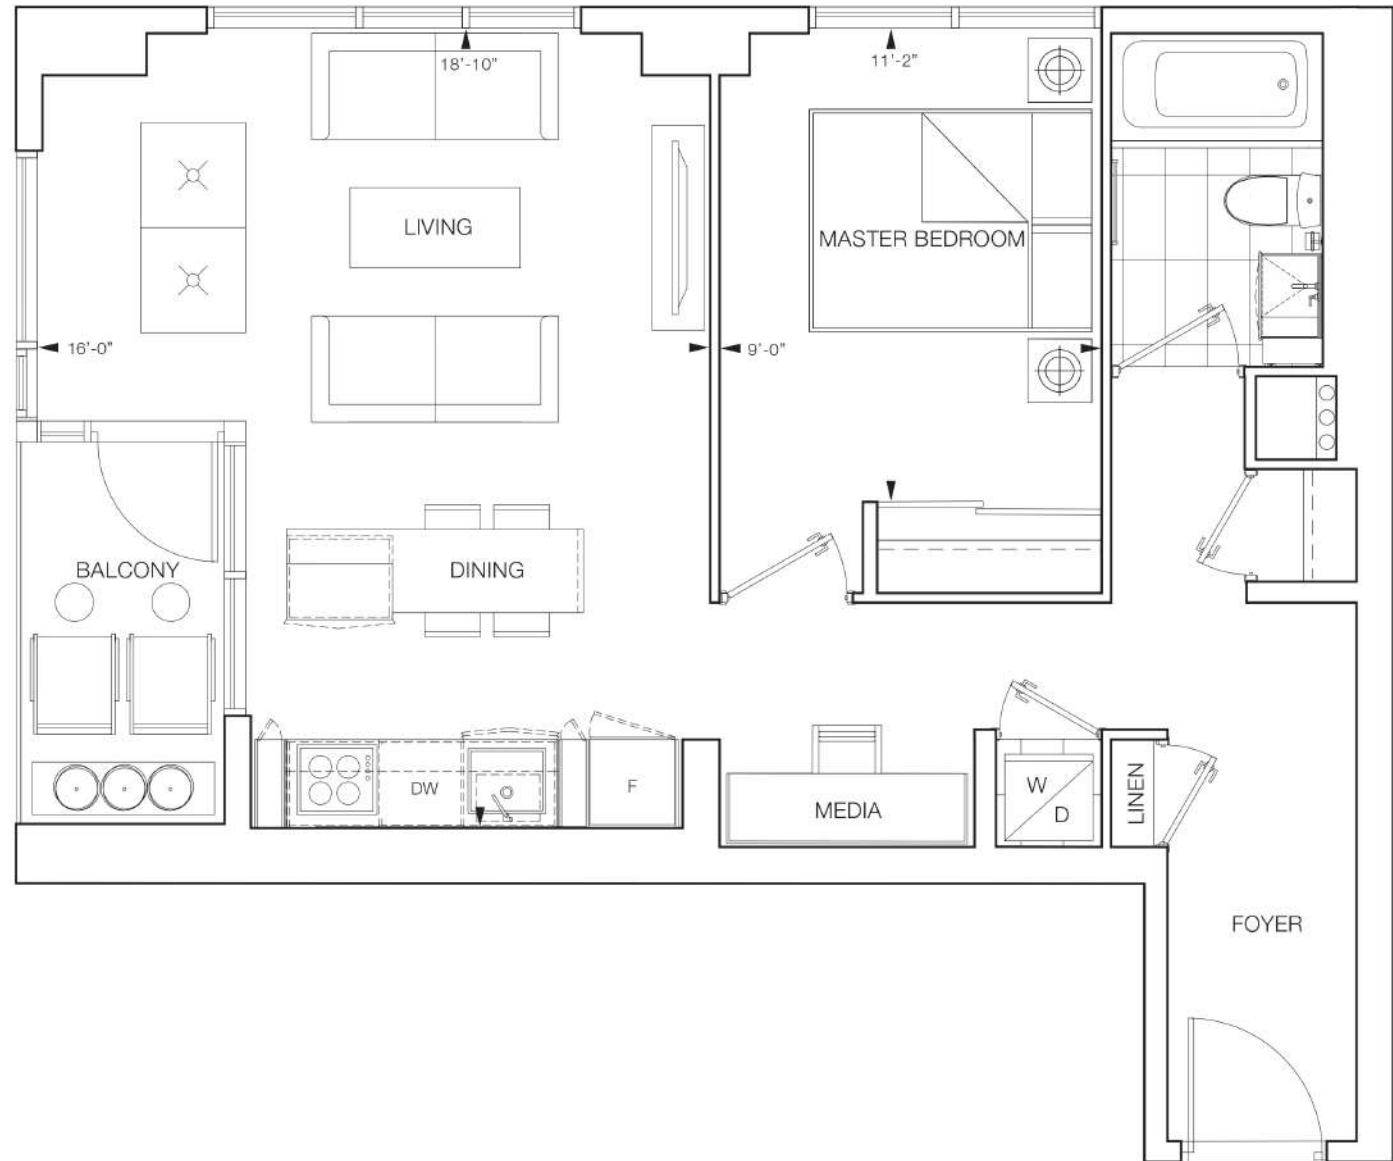 18'-10"
11'-2"
LIVING
MASTER BEDROOM
16'-0"
9'-0"
BALCONY
DINING
DW
F
MEDIA
W
D
LINEN
FOYER